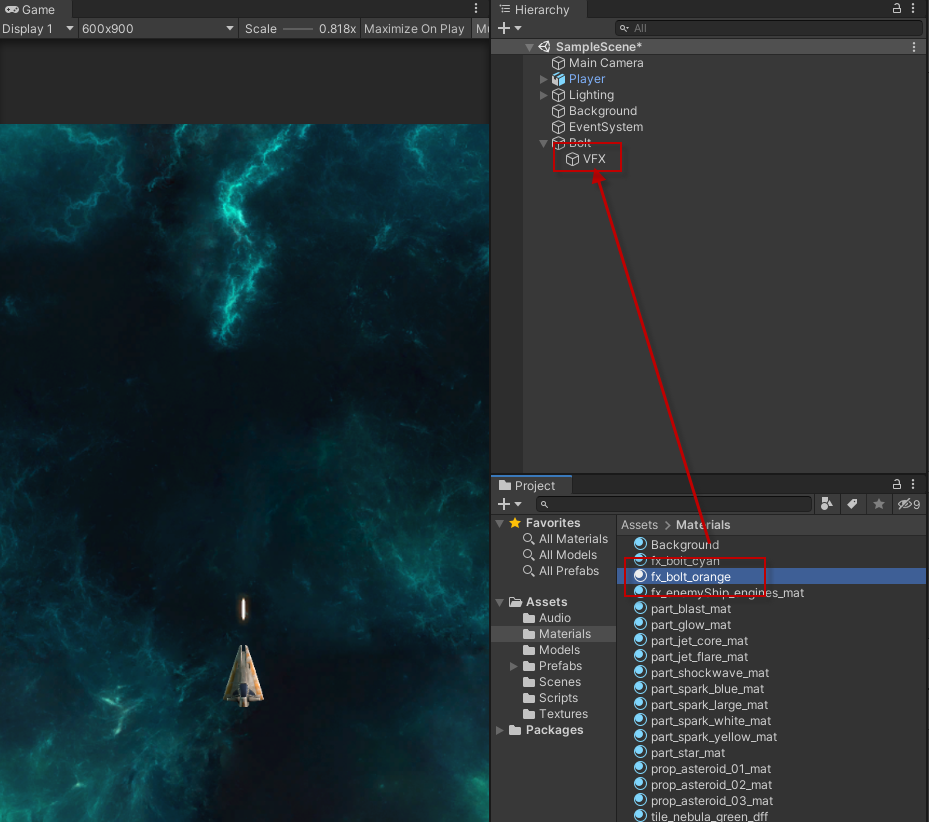 Game
Display 1 600x900 Scale 0.818x Maximize On Play Mu
Hierarchy
All
SampleScene*
Main Camera
Player
Lighting
Background
EventSystem
Bolt
VFX
Project
9
Favorites
All Materials
All Models
All Prefabs
Assets
Audio
Materials
Models
Prefabs
Scenes
Scripts
Textures
Packages
Assets > Materials
Background
fx_bolt_cyan
fx_bolt_orange
fx_enemyShip_engines_mat
part_blast_mat
part_glow_mat
part_jet_core_mat
part_jet_flare_mat
part_shockwave_mat
part_spark_blue_mat
part_spark_large_mat
part_spark_white_mat
part_spark_yellow_mat
part_star_mat
prop_asteroid_01_mat
prop_asteroid_02_mat
prop_asteroid_03_mat
tile_nebula_green_dff